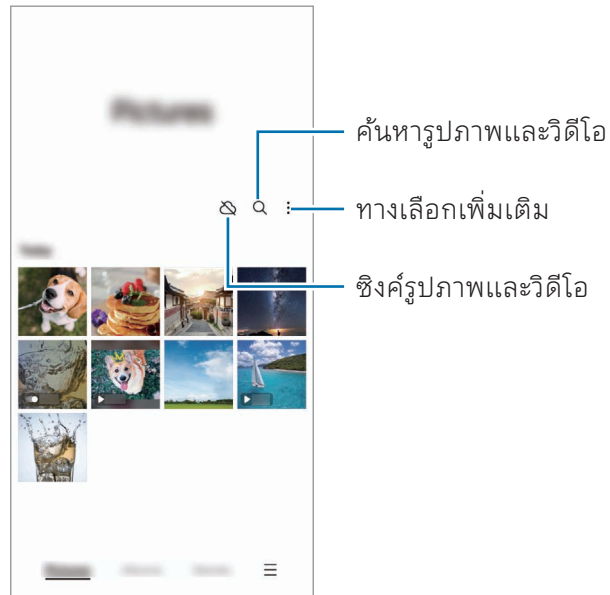 Pictures
ค้นหารูปภาพและวิดีโอ
ทางเลือกเพิ่มเติม
ซิงค์รูปภาพและวิดีโอ